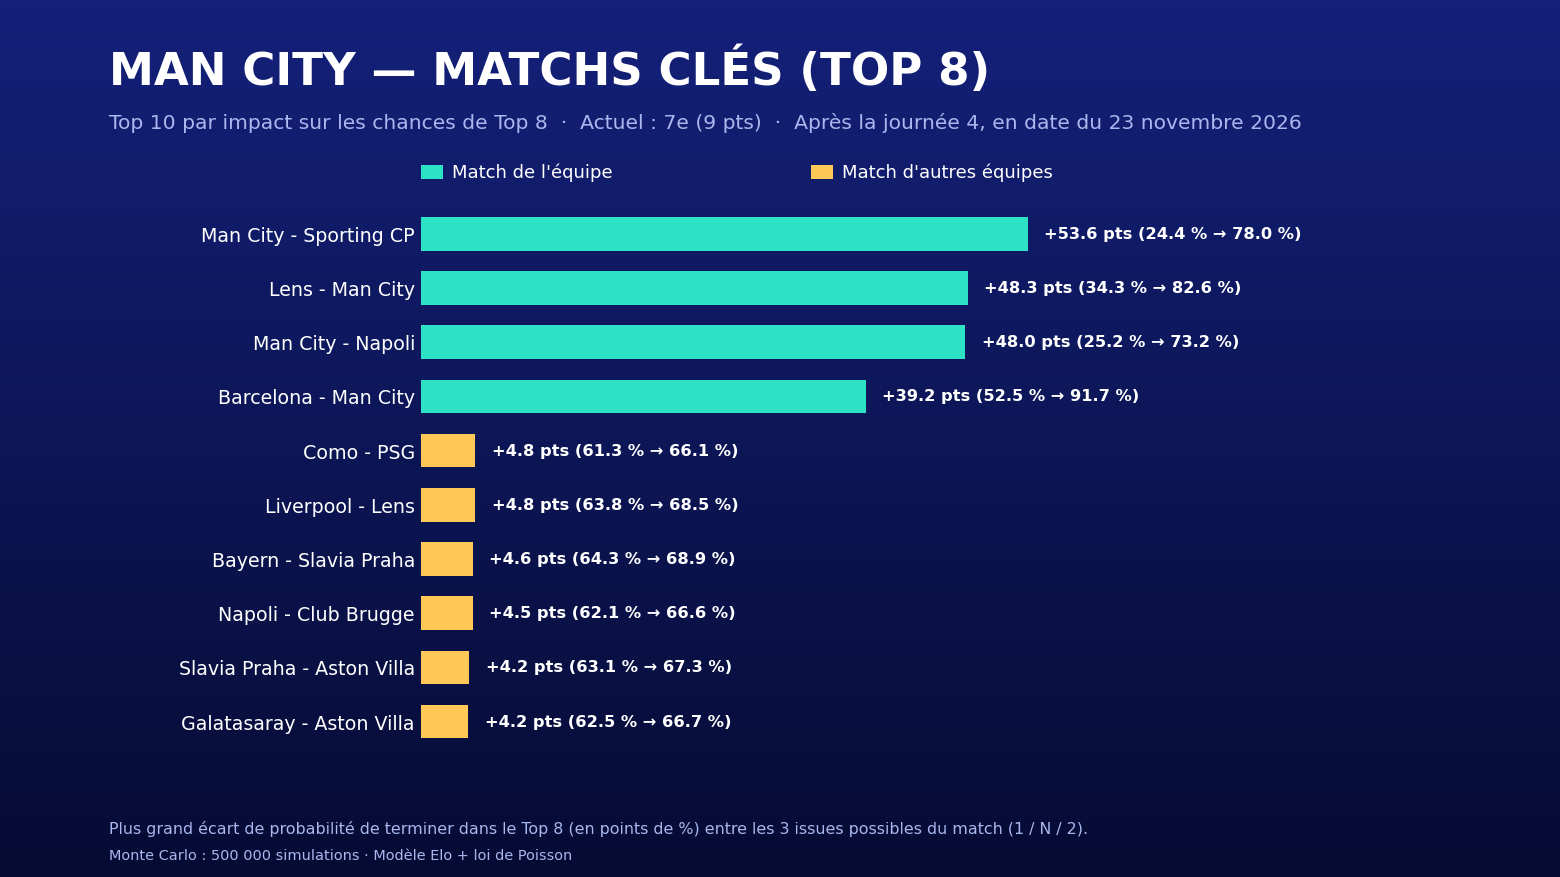 MAN CITY — MATCHS CLÉS (TOP 8)
Top 10 par impact sur les chances de Top 8 · Actuel : 7e (9 pts) · Après la journée 4, en date du 23 novembre 2026
Match de l'équipe Match d'autres équipes
Man City - Sporting CP +53.6 pts (24.4 % → 78.0 %)
Lens - Man City +48.3 pts (34.3 % → 82.6 %)
Man City - Napoli +48.0 pts (25.2 % → 73.2 %)
Barcelona - Man City +39.2 pts (52.5 % → 91.7 %)
Como - PSG +4.8 pts (61.3 % → 66.1 %)
Liverpool - Lens +4.8 pts (63.8 % → 68.5 %)
Bayern - Slavia Praha +4.6 pts (64.3 % → 68.9 %)
Napoli - Club Brugge +4.5 pts (62.1 % → 66.6 %)
Slavia Praha - Aston Villa +4.2 pts (63.1 % → 67.3 %)
Galatasaray - Aston Villa +4.2 pts (62.5 % → 66.7 %)
Plus grand écart de probabilité de terminer dans le Top 8 (en points de %) entre les 3 issues possibles du match (1 / N / 2).
Monte Carlo : 500 000 simulations · Modèle Elo + loi de Poisson